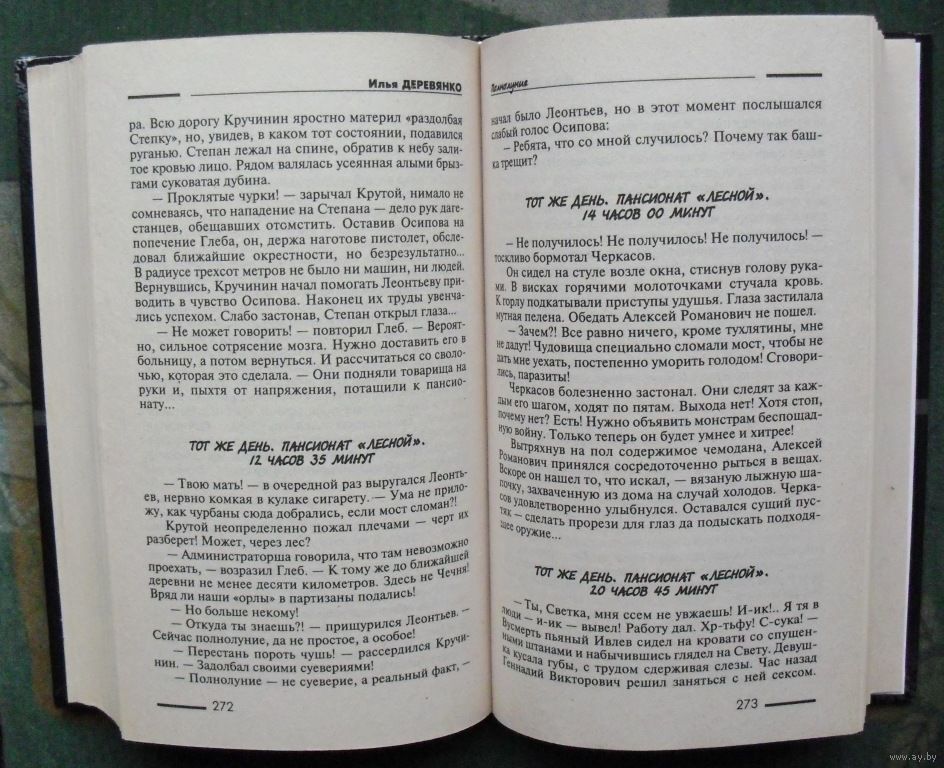 Илья ДЕРЕВЯНКО
ра. Всю дорогу Кручинин яростно материл «раздолбая
Степку», но, увидев, в каком тот состоянии, подавился
руганью. Степан лежал на спине, обратив к небу зали-
тое кровью лицо. Рядом валялась усеянная алыми брыз-
гами суковатая дубина.
— Проклятые чурки! — зарычал Крутой, нимало не
сомневаясь, что нападение на Степана — дело рук даге-
станцев, обещавших отомстить. Оставив Осипова на
попечение Глеба, он, держа наготове пистолет, обсле-
довал ближайшие окрестности, но безрезультатно...
В радиусе трехсот метров не было ни машин, ни людей.
Вернувшись, Кручинин начал помогать Леонтьеву при-
водить в чувство Осипова. Наконец их труды увенча-
лись успехом. Слабо застонав, Степан открыл глаза...
— Не может говорить! — повторил Глеб. — Вероят-
но, сильное сотрясение мозга. Нужно доставить его в
больницу, а потом вернуться. И рассчитаться со сволo-
чью, которая это сделала. — Они подняли товарища на
руки и, пыхтя от напряжения, потащили к пансио-
нату...
ТОТ ЖЕ ДЕНЬ. ПАНСИОНАТ «ЛЕСНОЙ».
12 ЧАСОВ 35 МИНУТ
— Твою мать! — в очередной раз выругался Леонть-
ев, нервно комкая в кулаке сигарету. — Ума не прило-
жу, как чурбаны сюда добрались, если мост сломан?!
Крутой неопределенно пожал плечами — черт их
разберет! Может, через лес?
— Администраторша говорила, что там невозможно
проехать, — возразил Глеб. — К тому же до ближайшей
деревни не менее десяти километров. Здесь не Чечня!
Вряд ли наши «орлы» в партизаны подались!
— Но больше некому!
— Откуда ты знаешь?! — прищурился Леонтьев. —
Сейчас полнолуние, да не простое, а особое!
— Перестань пороть чушь! — рассердился Кручи-
нин. — Задолбал своими суевериями!
— Полнолуние — не суеверие, а реальный факт, —
272
Полнолуние
начал было Леонтьев, но в этот момент послышался
слабый голос Осипова:
— Ребята, что со мной случилось? Почему так баш-
ка трещит?
ТОТ ЖЕ ДЕНЬ. ПАНСИОНАТ «ЛЕСНОЙ».
14 ЧАСОВ 00 МИНУТ
— Не получилось! Не получилось! Не получилось! —
тоскливо бормотал Черкасов.
Он сидел на стуле возле окна, стиснув голову рука-
ми. В висках горячими молоточками стучала кровь.
К горлу подкатывали приступы удушья. Глаза застилала
мутная пелена. Обедать Алексей Романович не пошел.
— Зачем?! Все равно ничего, кроме тухлятины, мне
не дадут! Чудовища специально сломали мост, чтобы не
дать мне уехать, постепенно уморить голодом! Сговори-
лись, паразиты!
Черкасов болезненно застонал. Они следят за каж-
дым его шагом, ходят по пятам. Выхода нет! Хотя стоп,
почему нет? Есть! Нужно объявить монстрам беспощад-
ную войну. Только теперь он будет умнее и хитрее!
Вытряхнув на пол содержимое чемодана, Алексей
Романович принялся сосредоточенно рыться в вещах.
Вскоре он нашел то, что искал, — вязаную лыжную ша-
почку, захваченную из дома на случай холодов. Черка-
сов удовлетворенно улыбнулся. Оставался сущий пус-
тяк — сделать прорези для глаз да подыскать подходя-
щее оружие...
ТОТ ЖЕ ДЕНЬ. ПАНСИОНАТ «ЛЕСНОЙ».
20 ЧАСОВ 45 МИНУТ
— Ты, Светка, мня ссем не увжаешь! И-ик!.. Я тя в
люди — и-ик — вывел! Работу дал. Хр-тьфу! С-сука! —
Вусмерть пьяный Ивлев сидел на кровати со спущен-
ными штанами и набычившись глядел на Свету. Девуш-
ка кусала губы, с трудом сдерживая слезы. Час назад
Геннадий Викторович решил заняться с ней сексом.
273
www.ay.by